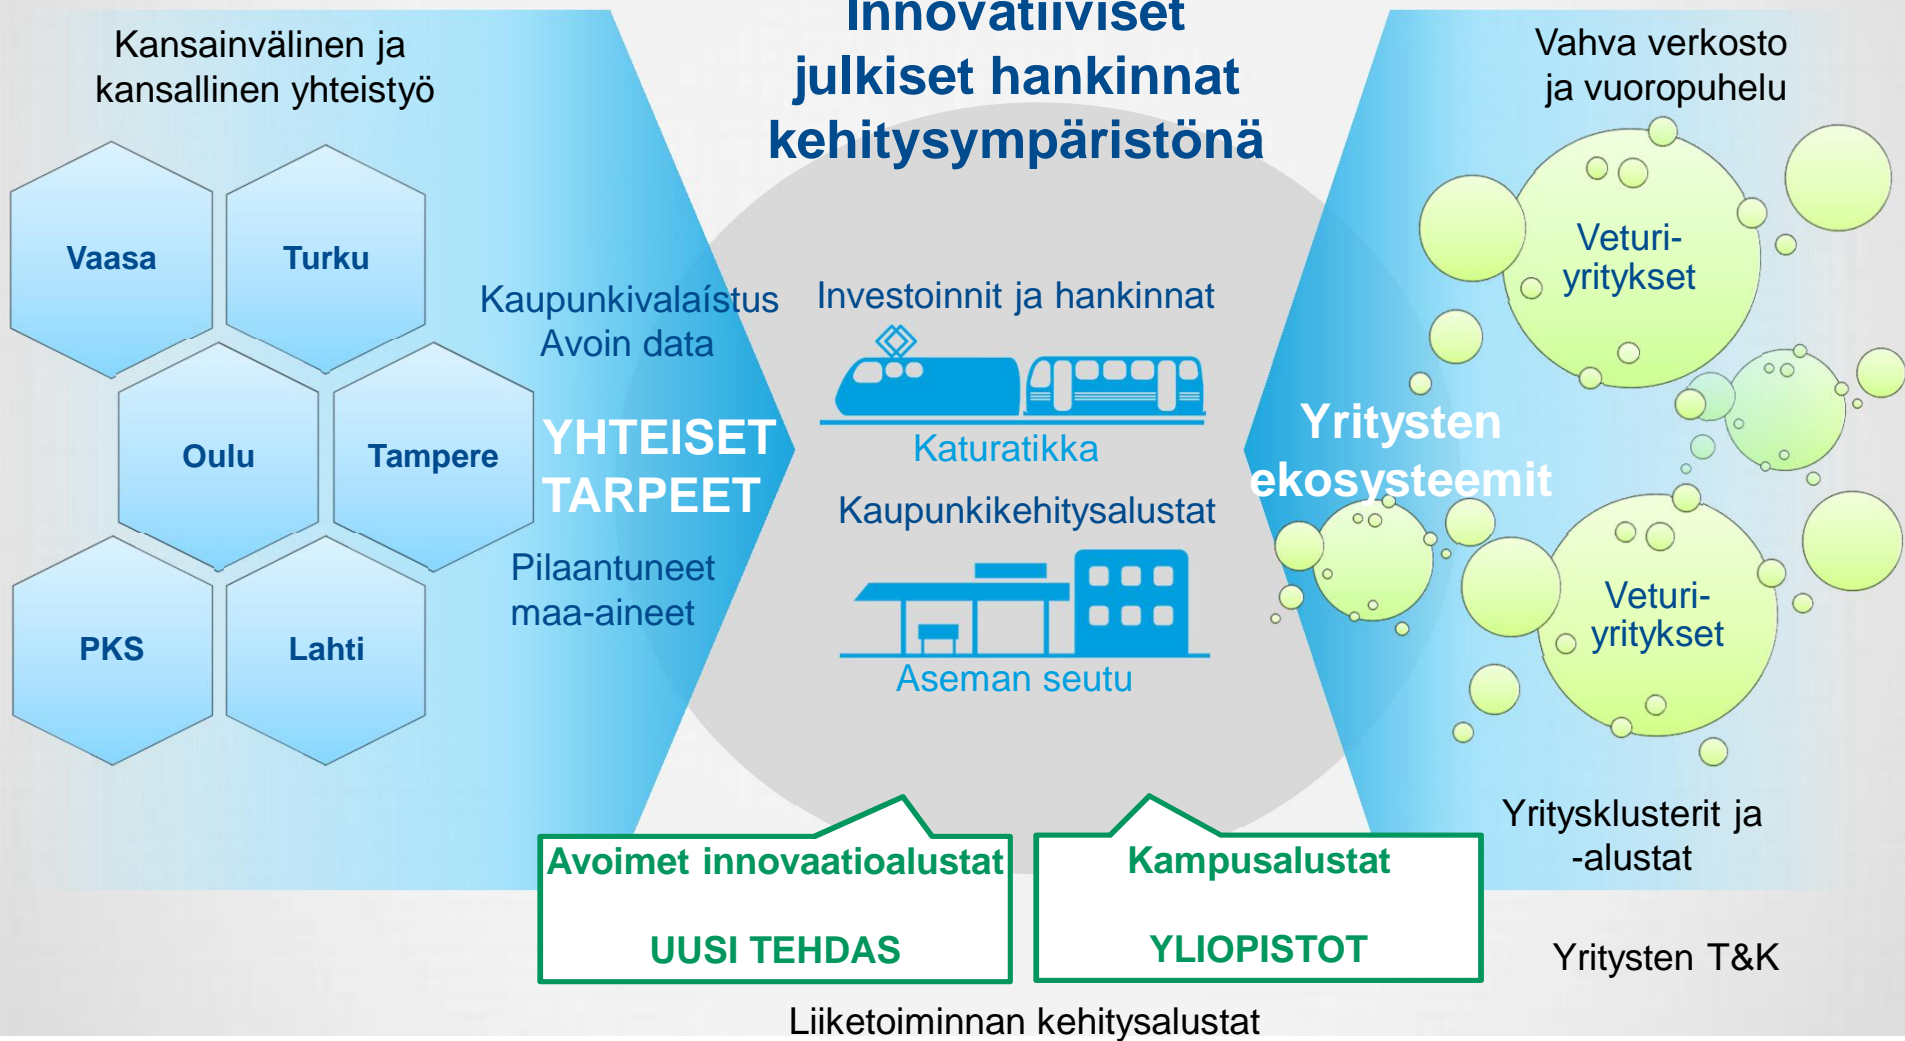 Innovatiiviset
julkiset hankinnat
kehitysympäristönä
Kansainvälinen ja
kansallinen yhteistyö
Vaasa
Turku
Oulu
Tampere
PKS
Lahti
Kaupunkivalaístus
Avoin data
YHTEISET
TARPEET
Pilaantuneet
maa-aineet
Investoinnit ja hankinnat
Katuratikka
Kaupunkikehitysalustat
Aseman seutu
Vahva verkosto
ja vuoropuhelu
Veturi-
yritykset
Yritysten
ekosysteemit
Veturi-
yritykset
Yritysklusterit ja
-alustat
Yritysten T&K
Avoimet innovaatioalustat
UUSI TEHDAS
Kampusalustat
YLIOPISTOT
Liiketoiminnan kehitysalustat